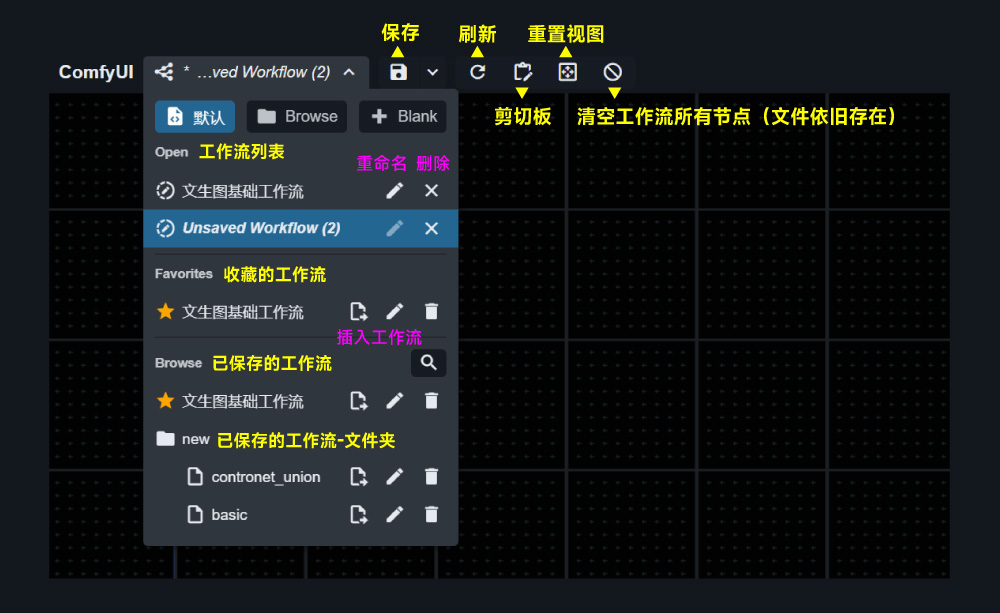 保存
刷新
重置视图
ComfyUI
* ...ved Workflow (2)
剪切板
清空工作流所有节点（文件依旧存在）
默认
Browse
Blank
Open 工作流列表
重命名 删除
文生图基础工作流
Unsaved Workflow (2)
Favorites 收藏的工作流
文生图基础工作流
插入工作流
Browse 已保存的工作流
文生图基础工作流
new 已保存的工作流-文件夹
contronet_union
basic